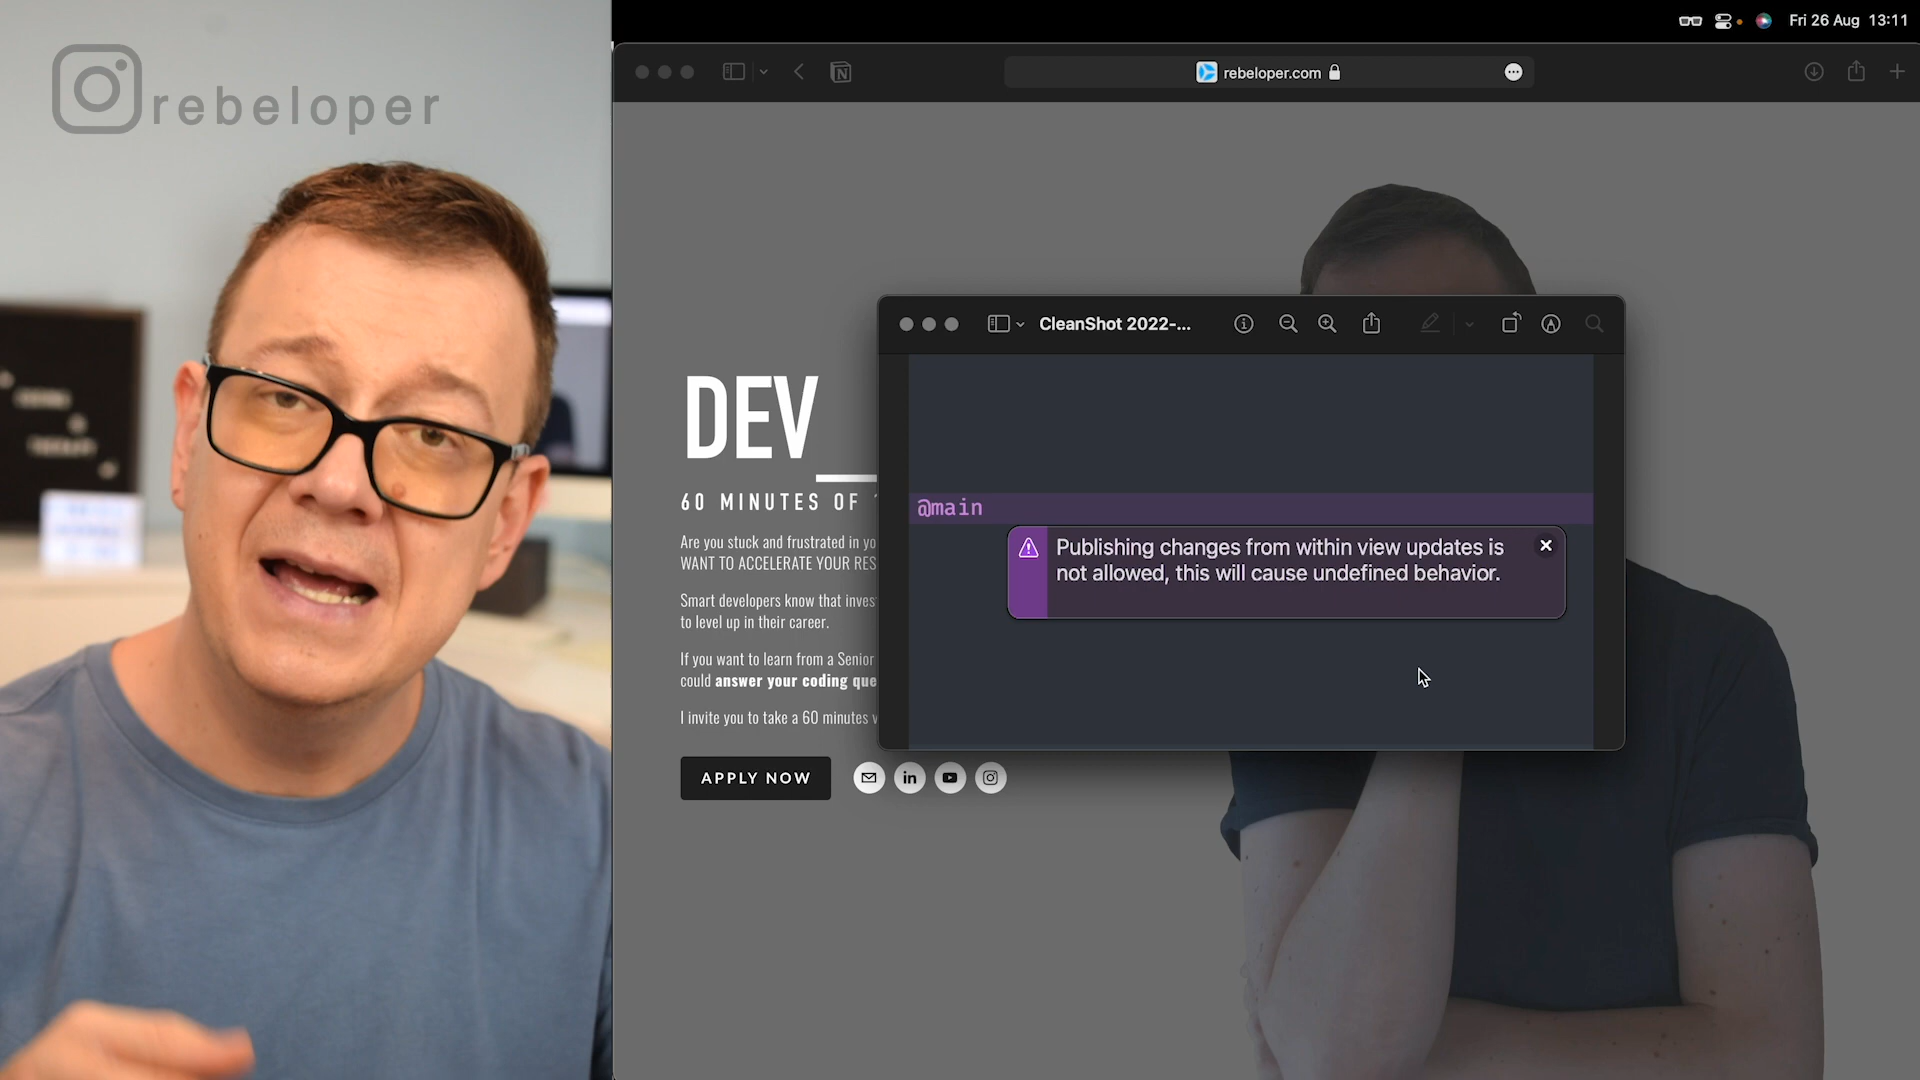 rebeloper
Fri 26 Aug 13:11
rebeloper.com
CleanShot 2022-...
DEV_
60 MINUTES OF
Are you stuck and frustrated in yo
WANT TO ACCELERATE YOUR RES
Smart developers know that inves
to level up in their career.
If you want to learn from a Senior
could answer your coding que
I invite you to take a 60 minutes v
APPLY NOW
in
@main
Publishing changes from within view updates is
not allowed, this will cause undefined behavior.